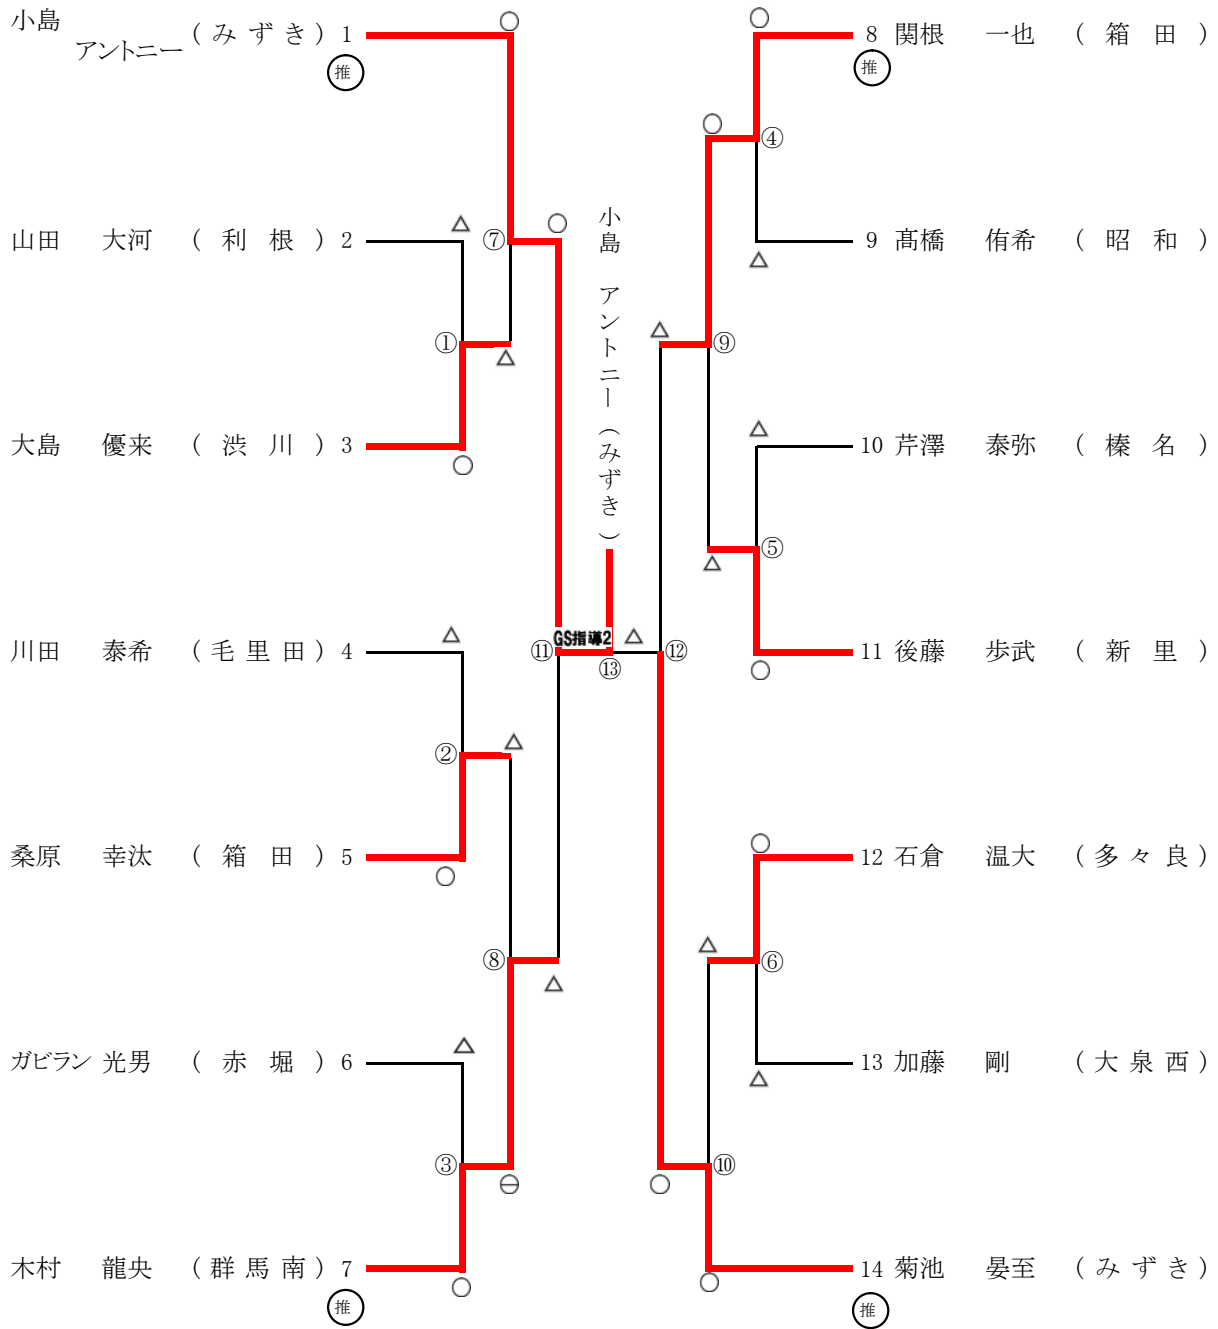 小島 アントニー (みずき) 1
推
山田 大河 (利根) 2
大島 優来 (渋川) 3
川田 泰希 (毛里田) 4
桑原 幸汰 (箱田) 5
ガビラン 光男 (赤堀) 6
木村 龍央 (群馬南) 7
推
①
②
③
⑦
⑧
⑪
GS指導2
⑬
小島 アントニー(みずき)
⑫
⑨
⑩
④
⑤
⑥
8 関根 一也 (箱田)
推
9 髙橋 侑希 (昭和)
10 芹澤 泰弥 (榛名)
11 後藤 歩武 (新里)
12 石倉 温大 (多々良)
13 加藤 剛 (大泉西)
14 菊池 晏至 (みずき)
推